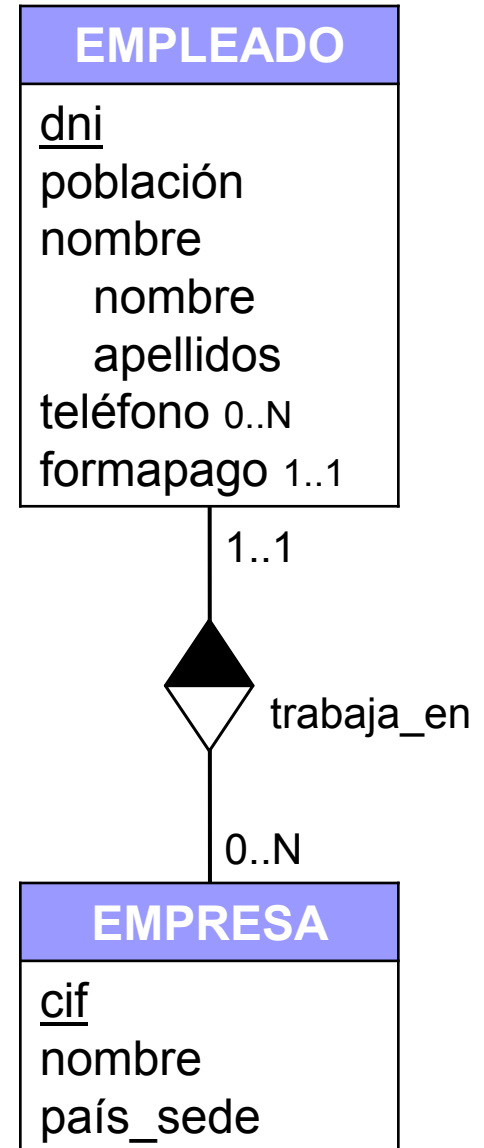 EMPLEADO
dni
población
nombre
nombre
apellidos
teléfono 0..N
formapago 1..1
1..1
trabaja_en
0..N
EMPRESA
cif
nombre
país_sede